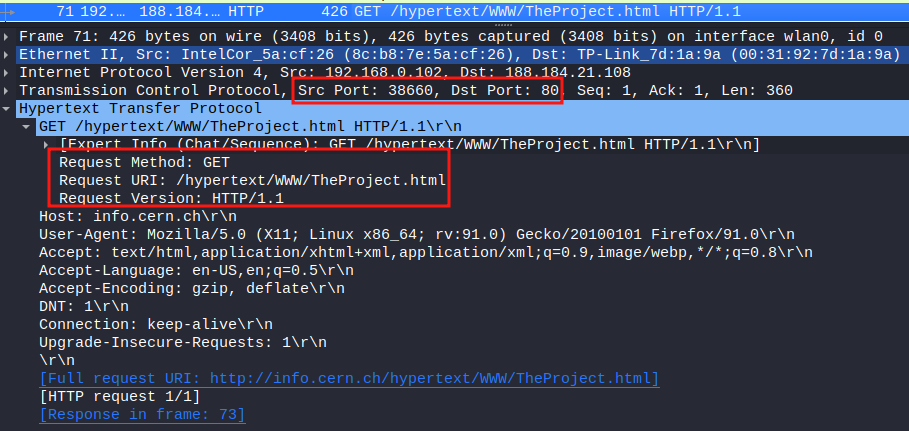 71 192.… 188.184.… HTTP 426 GET /hypertext/WWW/TheProject.html HTTP/1.1
Frame 71: 426 bytes on wire (3408 bits), 426 bytes captured (3408 bits) on interface wlan0, id 0
Ethernet II, Src: IntelCor_5a:cf:26 (8c:b8:7e:5a:cf:26), Dst: TP-Link_7d:1a:9a (00:31:92:7d:1a:9a)
Internet Protocol Version 4, Src: 192.168.0.102, Dst: 188.184.21.108
Transmission Control Protocol, Src Port: 38660, Dst Port: 80, Seq: 1, Ack: 1, Len: 360
Hypertext Transfer Protocol
GET /hypertext/WWW/TheProject.html HTTP/1.1\r\n
[Expert Info (Chat/Sequence): GET /hypertext/WWW/TheProject.html HTTP/1.1\r\n]
Request Method: GET
Request URI: /hypertext/WWW/TheProject.html
Request Version: HTTP/1.1
Host: info.cern.ch\r\n
User-Agent: Mozilla/5.0 (X11; Linux x86_64; rv:91.0) Gecko/20100101 Firefox/91.0\r\n
Accept: text/html,application/xhtml+xml,application/xml;q=0.9,image/webp,*/*;q=0.8\r\n
Accept-Language: en-US,en;q=0.5\r\n
Accept-Encoding: gzip, deflate\r\n
DNT: 1\r\n
Connection: keep-alive\r\n
Upgrade-Insecure-Requests: 1\r\n
\r\n
[Full request URI: http://info.cern.ch/hypertext/WWW/TheProject.html]
[HTTP request 1/1]
[Response in frame: 73]